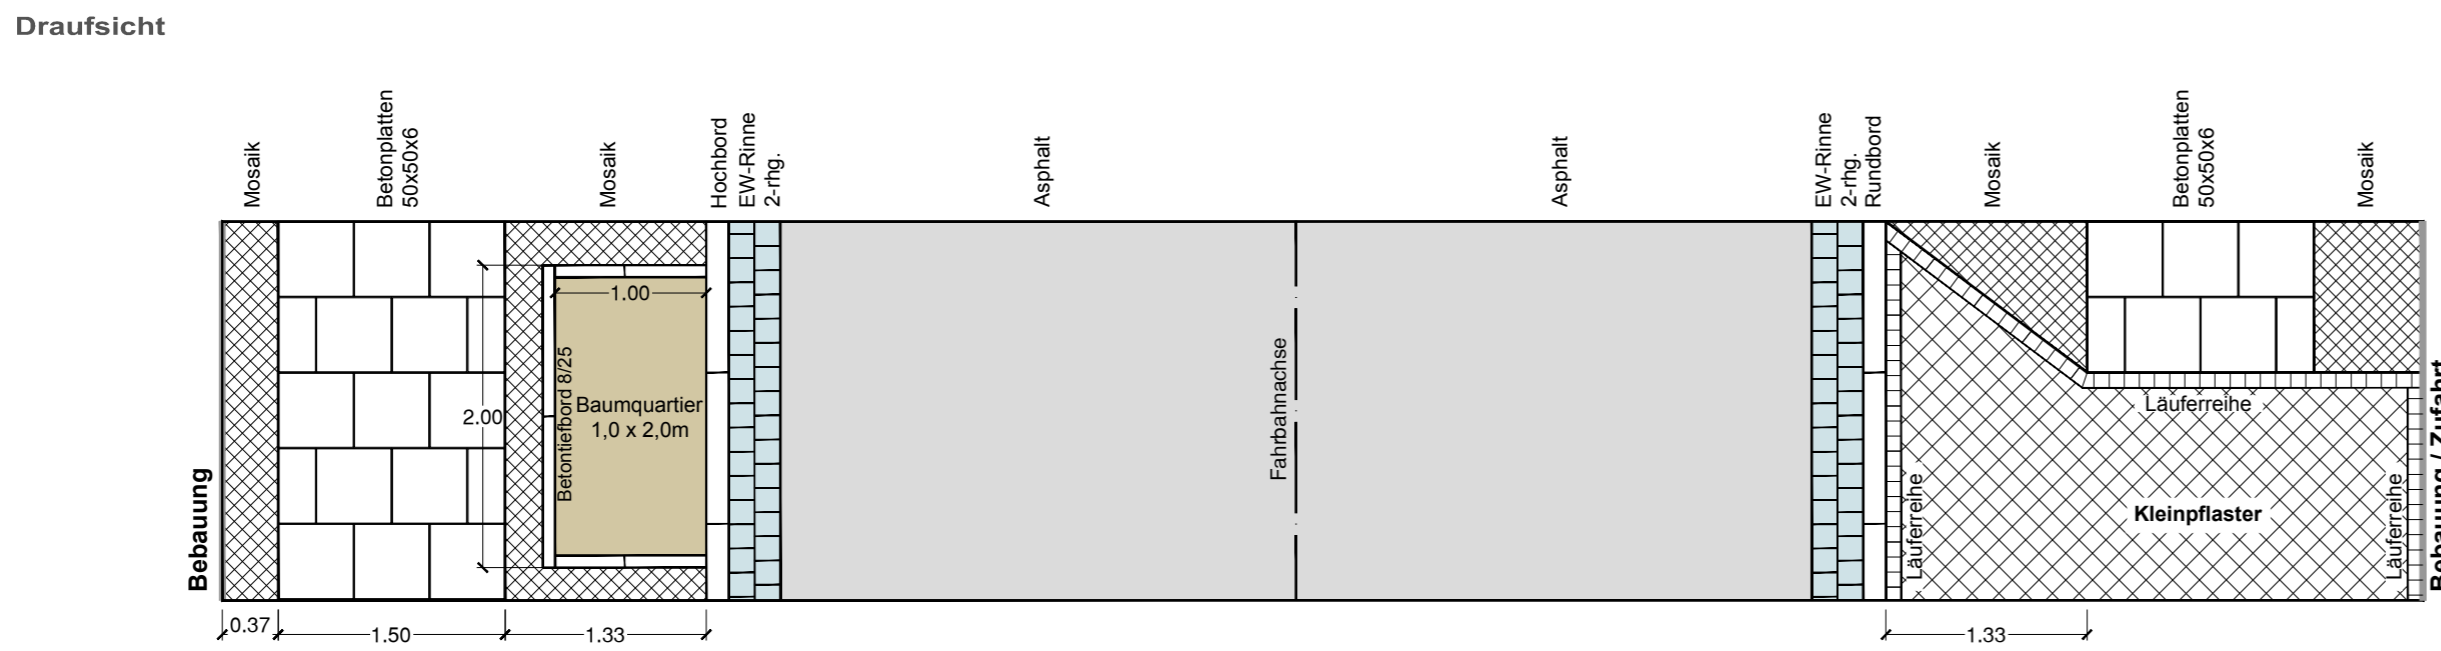 Draufsicht
Mosaik
Betonplatten
50x50x6
Mosaik
Hochbord
EW-Rinne
2-rhg.
Asphalt
Asphalt
EW-Rinne
2-rhg.
Rundbord
Mosaik
Betonplatten
50x50x6
Mosaik
Bebauung
2.00
1.00
Betontiefbord 8/25
Baumquartier
1,0 x 2,0m
Fahrbahnachse
Läuferreihe
Läuferreihe
Kleinpflaster
Läuferreihe
Bebauung / Zufahrt
0.37
1.50
1.33
1.33